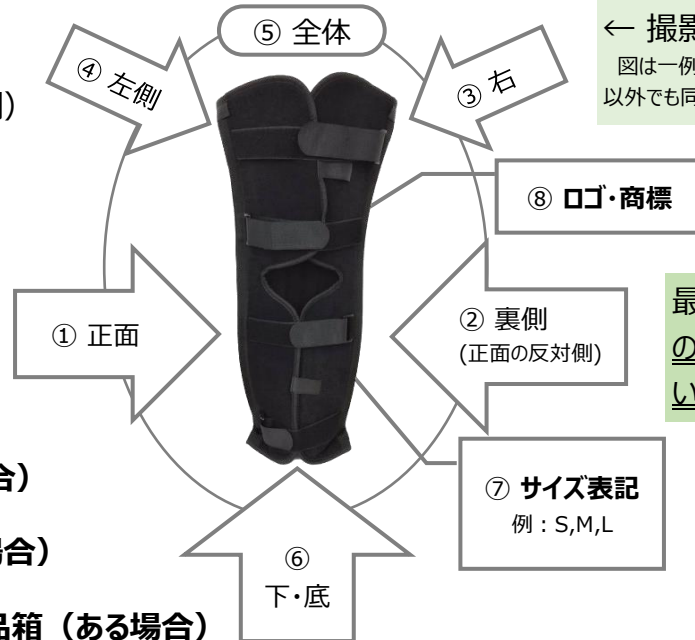 ⑤ 全体
④ 左側
③ 右
← 撮影
図は一例
以外でも同
⑧ ロゴ・商標
① 正面
② 裏側
(正面の反対側)
最
の
い
⑦ サイズ表記
例：S,M,L
合）
場合）
⑥
下・底
品箱（ある場合）